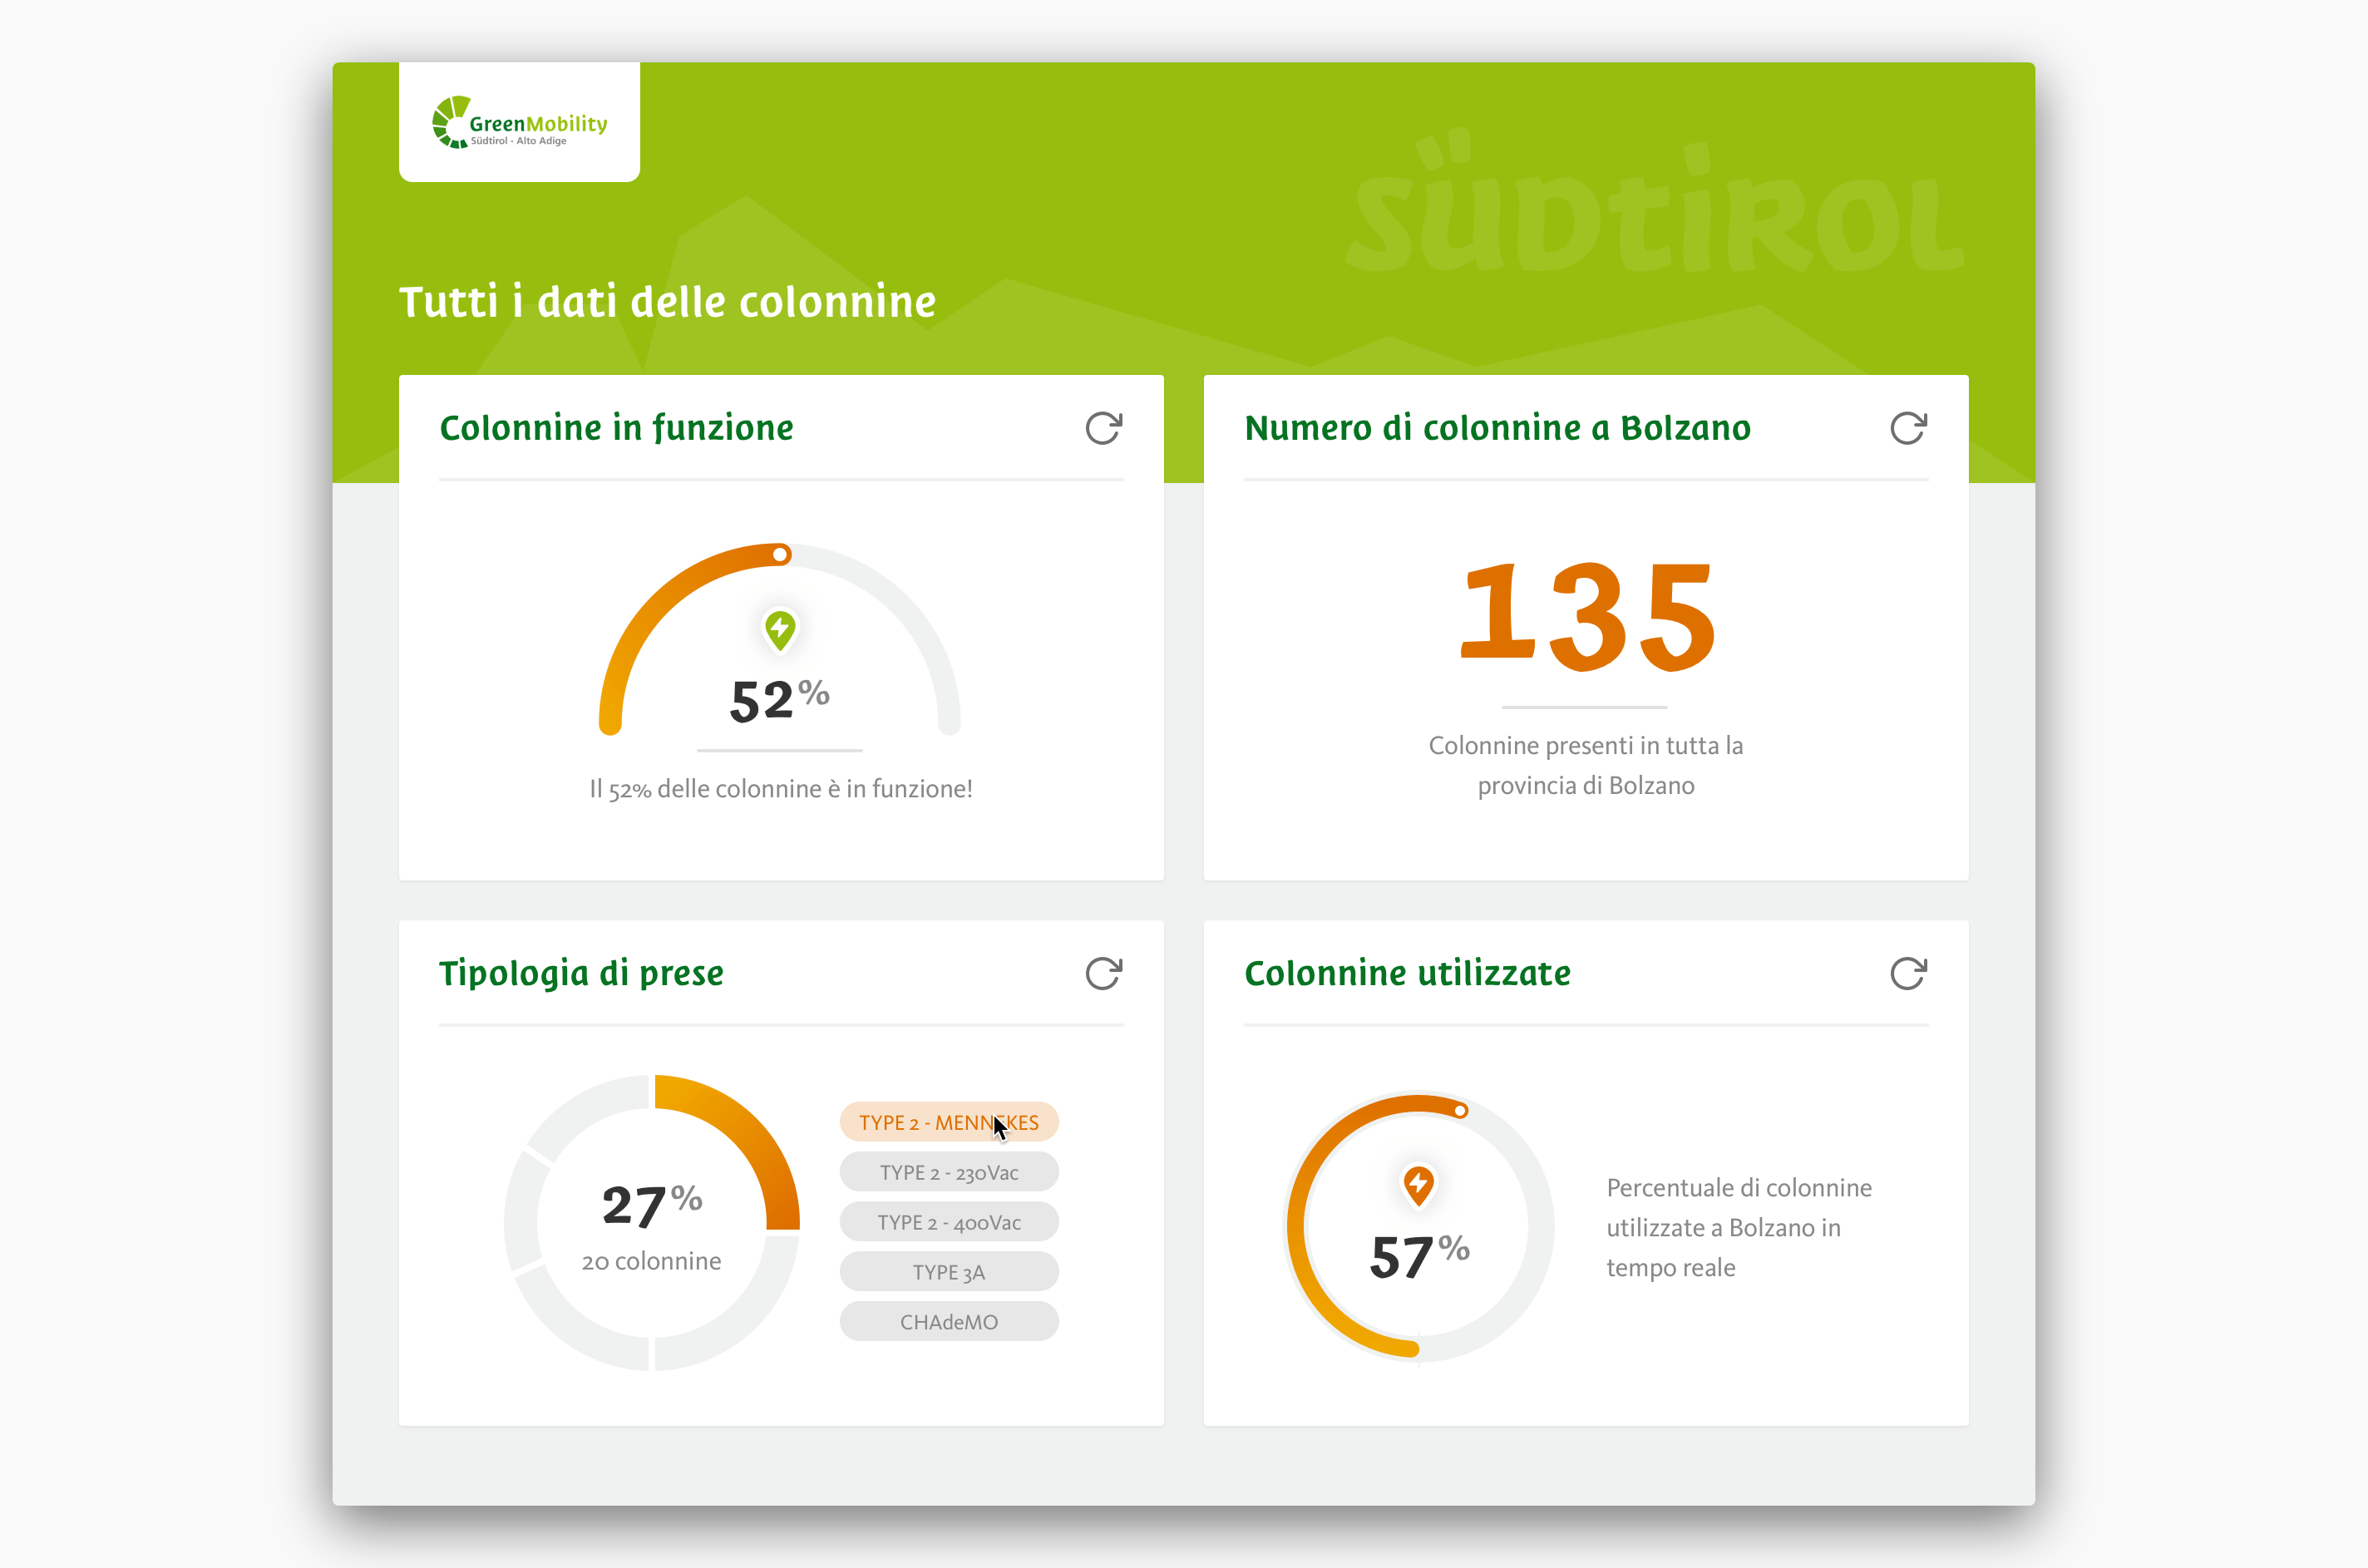 GreenMobility
Südtirol - Alto Adige
SÜDTIROL
Tutti i dati delle colonnine
Colonnine in funzione
52%
Il 52% delle colonnine è in funzione!
Numero di colonnine a Bolzano
135
Colonnine presenti in tutta la
provincia di Bolzano
Tipologia di prese
27%
20 colonnine
TYPE 2 - MENNEKES
TYPE 2 - 230Vac
TYPE 2 - 400Vac
TYPE 3A
CHAdeMO
Colonnine utilizzate
57%
Percentuale di colonnine
utilizzate a Bolzano in
tempo reale